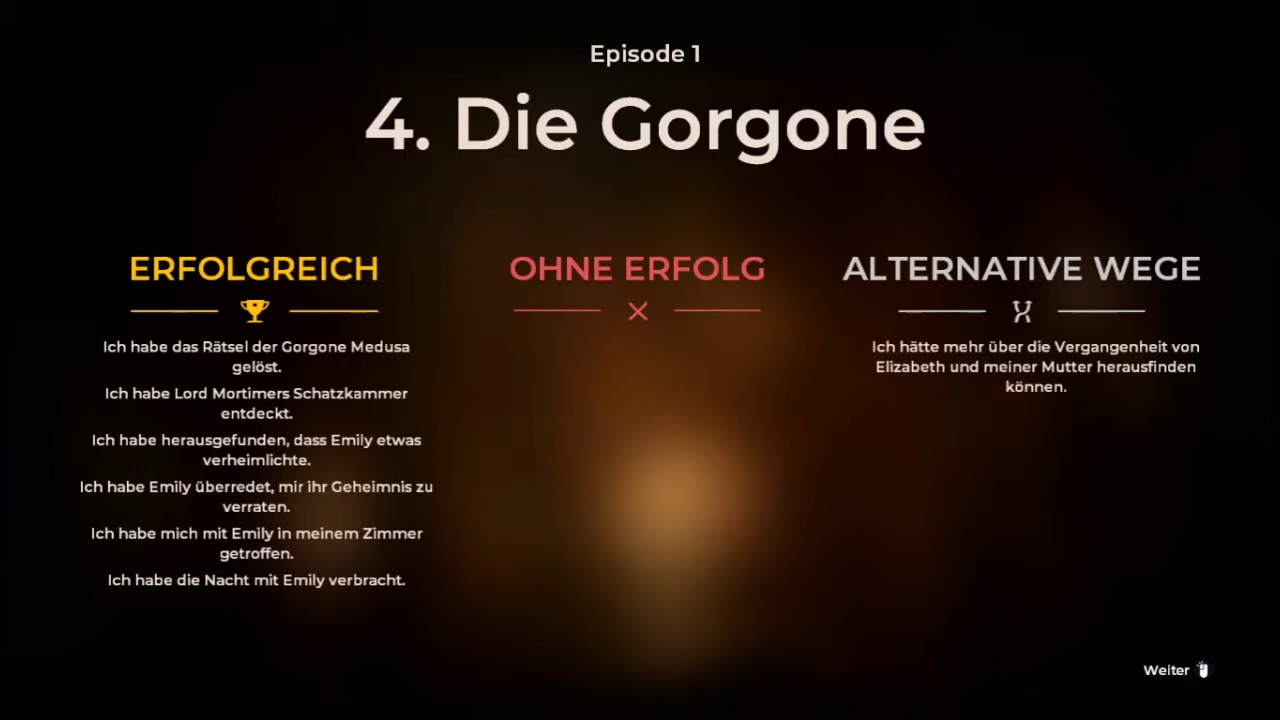 Episode 1
4. Die Gorgone
ERFOLGREICH
Ich habe das Rätsel der Gorgone Medusa
gelöst.
Ich habe Lord Mortimers Schatzkammer
entdeckt.
Ich habe herausgefunden, dass Emily etwas
verheimlichte.
Ich habe Emily überredet, mir ihr Geheimnis zu
verraten.
Ich habe mich mit Emily in meinem Zimmer
getroffen.
Ich habe die Nacht mit Emily verbracht.
OHNE ERFOLG
ALTERNATIVE WEGE
Ich hätte mehr über die Vergangenheit von
Elizabeth und meiner Mutter herausfinden
können.
Weiter